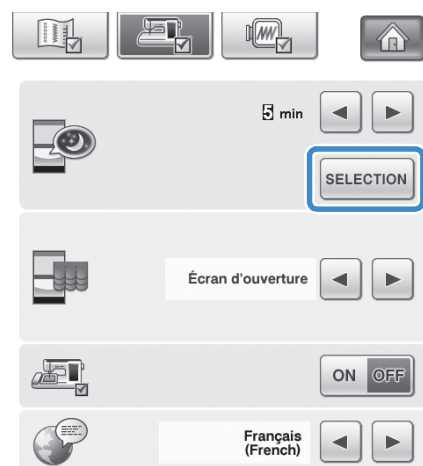 5 min
SELECTION
Écran d'ouverture
ON OFF
Français
(French)